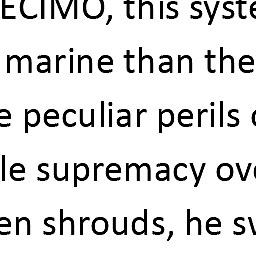 ECIMO, this syste
marine than the
e peculiar perils
le supremacy ove
en shrouds, he sw